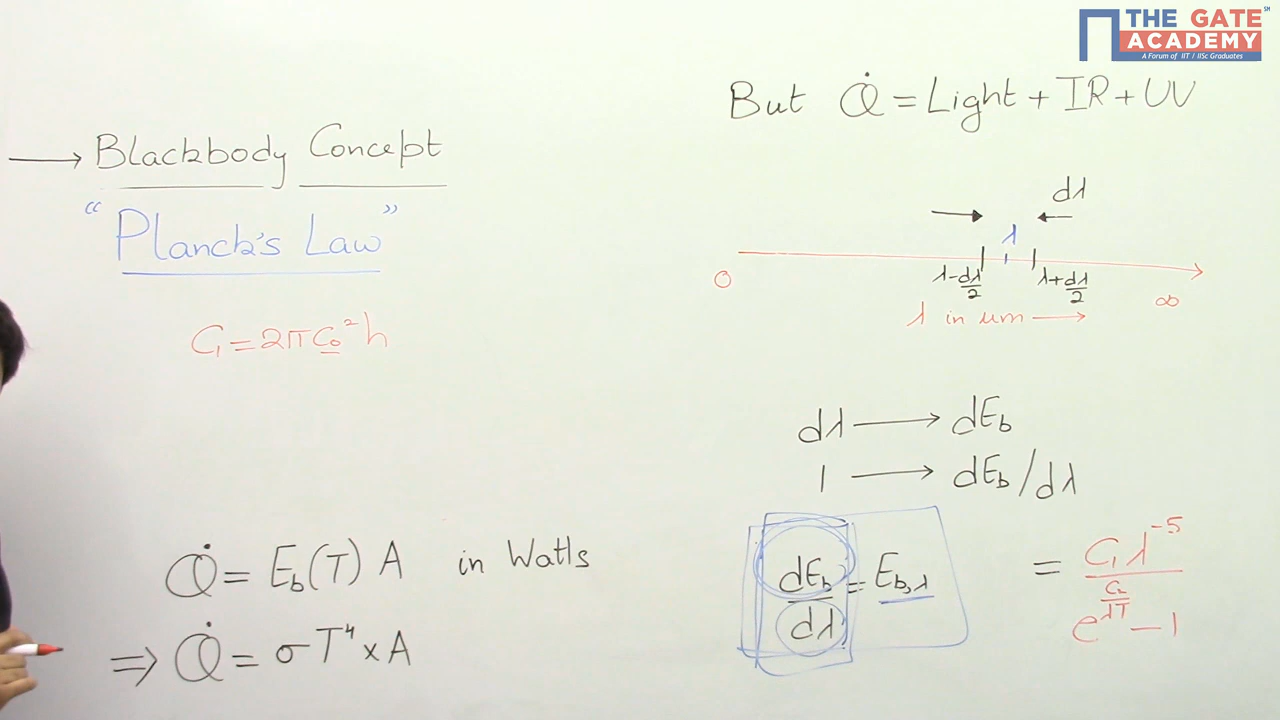 THE GATE ACADEMY SM
A Forum of IIT / IISc Graduates
But Q̇ = Light + IR + UV
→ Blackbody Concept
"Planck's Law"
C₁ = 2πC₀²h
dλ
λ
λ-dλ/2 λ+dλ/2
0 ∞
λ in μm →
dλ → dEb
1 → dEb/dλ
dEb/dλ = Eb,λ = C₁λ⁻⁵/(e^(C₂/λT) - 1)
Q̇ = Eb(T) A in Watts
⇒ Q̇ = σT⁴ × A